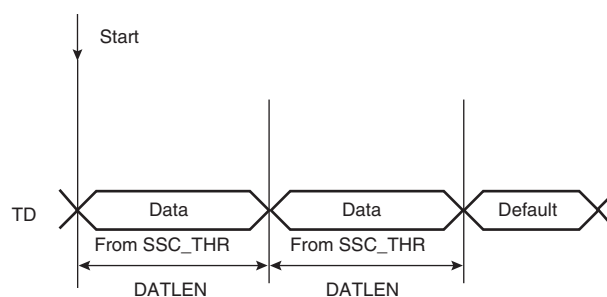 Start
TD Data Data Default
From SSC_THR From SSC_THR
DATLEN DATLEN